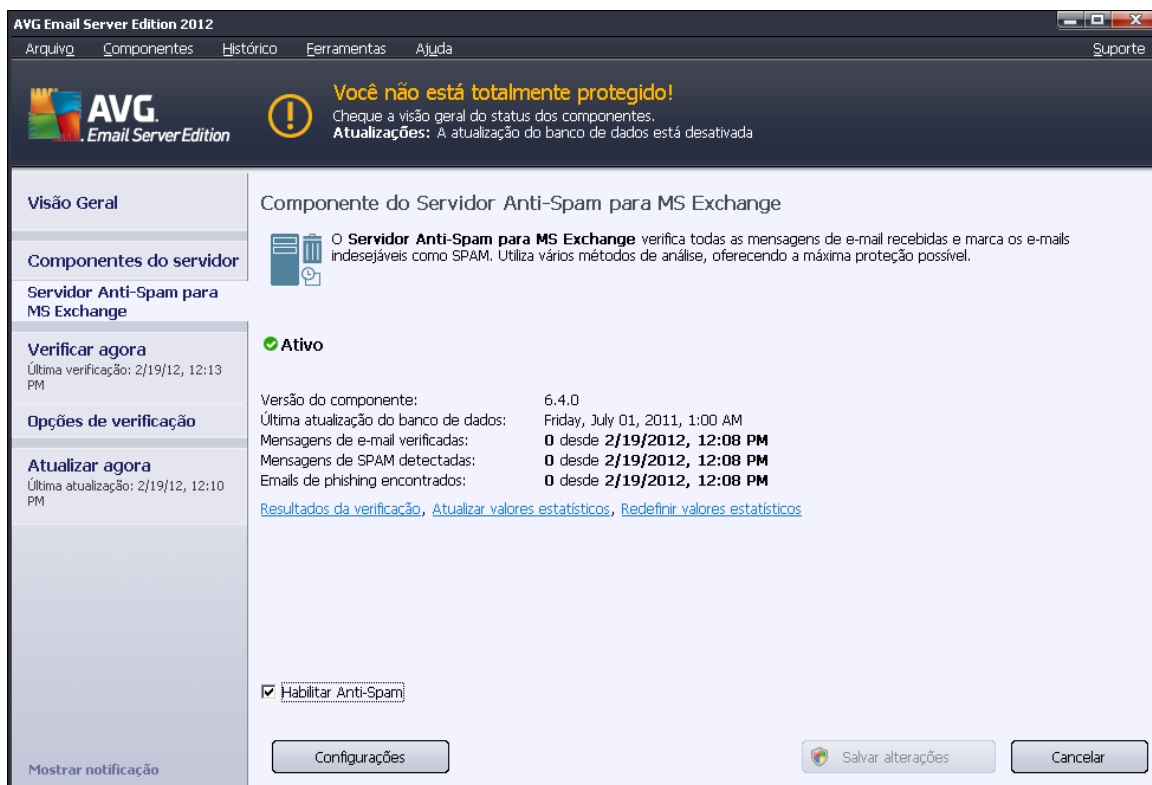 AVG Email Server Edition 2012
Arquivo Componentes Histórico Ferramentas Ajuda Suporte
AVG.
Email Server Edition
Você não está totalmente protegido!
Cheque a visão geral do status dos componentes.
Atualizações: A atualização do banco de dados está desativada
Visão Geral
Componentes do servidor
Servidor Anti-Spam para
MS Exchange
Verificar agora
Última verificação: 2/19/12, 12:13
PM
Opções de verificação
Atualizar agora
Última atualização: 2/19/12, 12:10
PM
Mostrar notificação
Componente do Servidor Anti-Spam para MS Exchange
O Servidor Anti-Spam para MS Exchange verifica todas as mensagens de e-mail recebidas e marca os e-mails
indesejáveis como SPAM. Utiliza vários métodos de análise, oferecendo a máxima proteção possível.
Ativo
Versão do componente: 6.4.0
Última atualização do banco de dados: Friday, July 01, 2011, 1:00 AM
Mensagens de e-mail verificadas: 0 desde 2/19/2012, 12:08 PM
Mensagens de SPAM detectadas: 0 desde 2/19/2012, 12:08 PM
Emails de phishing encontrados: 0 desde 2/19/2012, 12:08 PM
Resultados da verificação, Atualizar valores estatísticos, Redefinir valores estatísticos
Habilitar Anti-Spam
Configurações Salvar alterações Cancelar